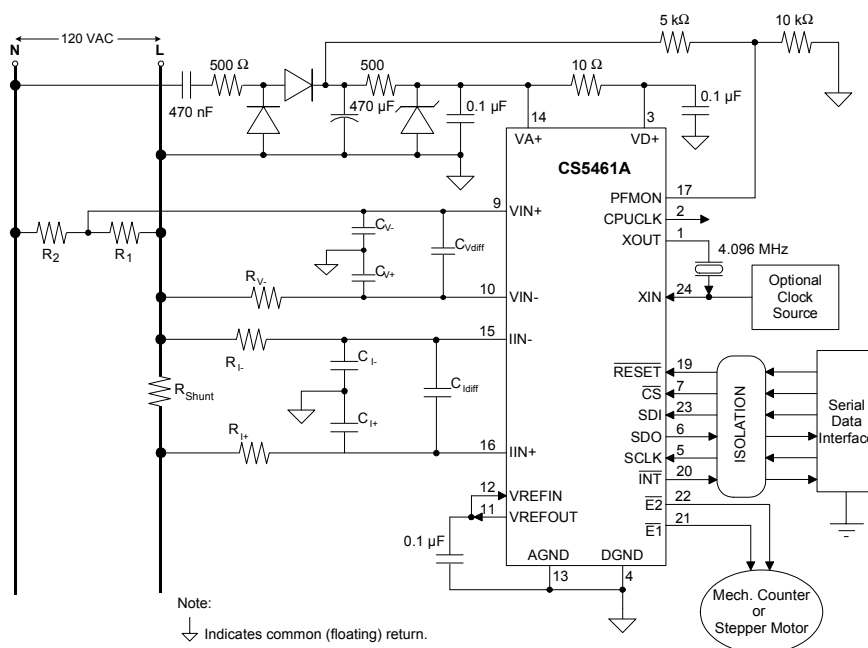 120 VAC
N
L
470 nF
500 Ω
470 µF
500
0.1 µF
10 Ω
0.1 µF
5 kΩ
10 kΩ
14
VA+
3
VD+
CS5461A
PFMON
17
CPUCLK
2
XOUT
1
4.096 MHz
XIN
24
Optional
Clock
Source
9
VIN+
R2
R1
CV-
CV+
CVdiff
RV-
10
VIN-
15
IIN-
RI-
CI-
CI+
CIdiff
RShunt
RI+
16
IIN+
RESET
19
CS
7
SDI
23
SDO
6
SCLK
5
INT
20
ISOLATION
Serial
Data
Interface
12
VREFIN
11
VREFOUT
0.1 µF
E2
22
E1
21
AGND
13
DGND
4
Mech. Counter
or
Stepper Motor
Note:
Indicates common (floating) return.